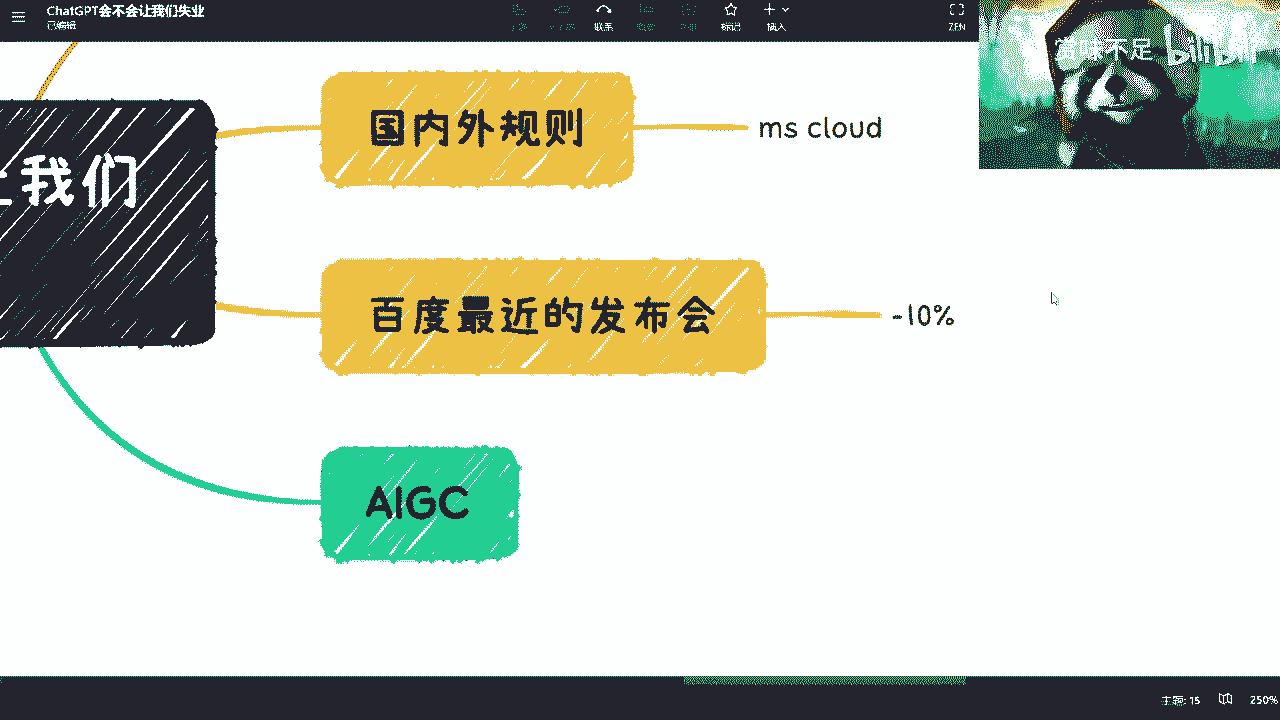 ChatGPT会不会让我们失业
已编辑
联系
标记
插入
ZEN
赏味不足 bilibili
国内外规则
ms cloud
我们
百度最近的发布会
-10%
AIGC
主题: 15
250%